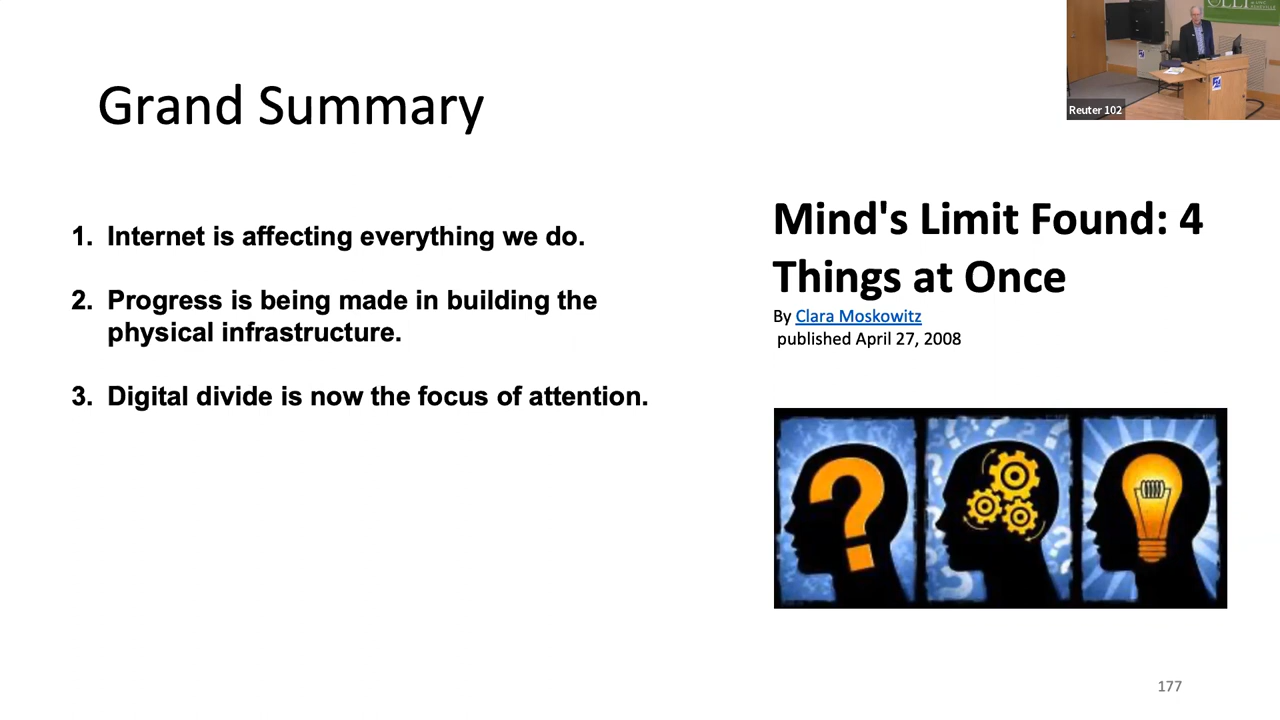 OLLI
Reuter 102
Grand Summary
1. Internet is affecting everything we do.
2. Progress is being made in building the
physical infrastructure.
3. Digital divide is now the focus of attention.
Mind's Limit Found: 4
Things at Once
By Clara Moskowitz
published April 27, 2008
177